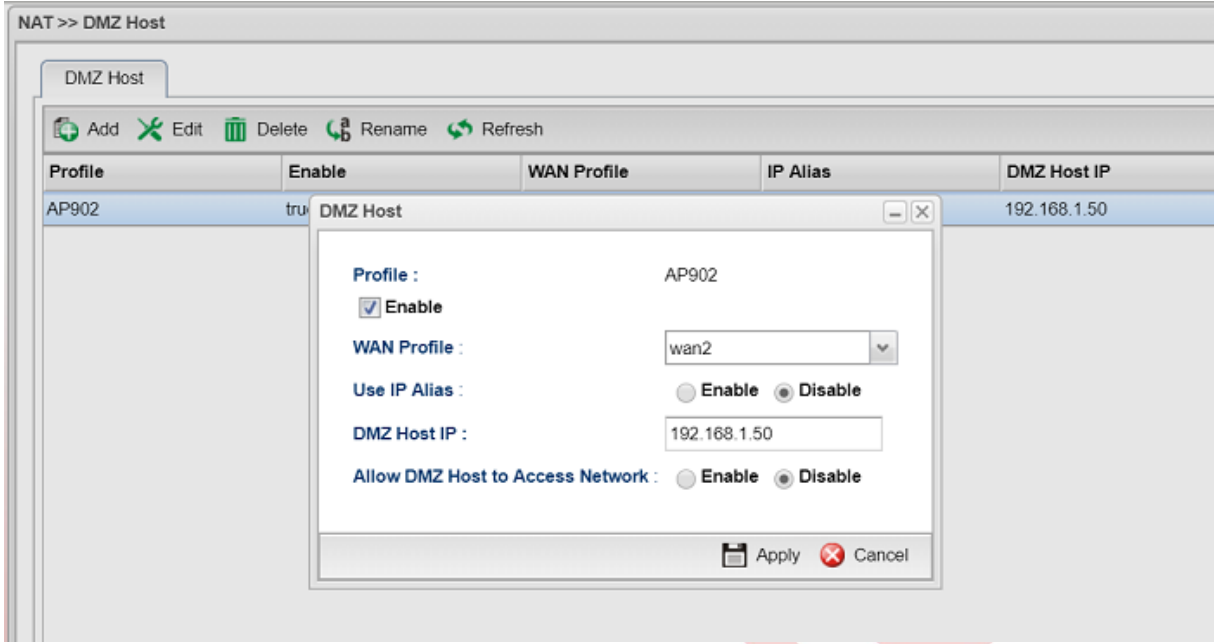 NAT >> DMZ Host
DMZ Host
Add Edit Delete Rename Refresh
Profile Enable WAN Profile IP Alias DMZ Host IP
AP902 192.168.1.50
DMZ Host
Profile : AP902
Enable
WAN Profile : wan2
Use IP Alias : Enable Disable
DMZ Host IP : 192.168.1.50
Allow DMZ Host to Access Network : Enable Disable
Apply Cancel